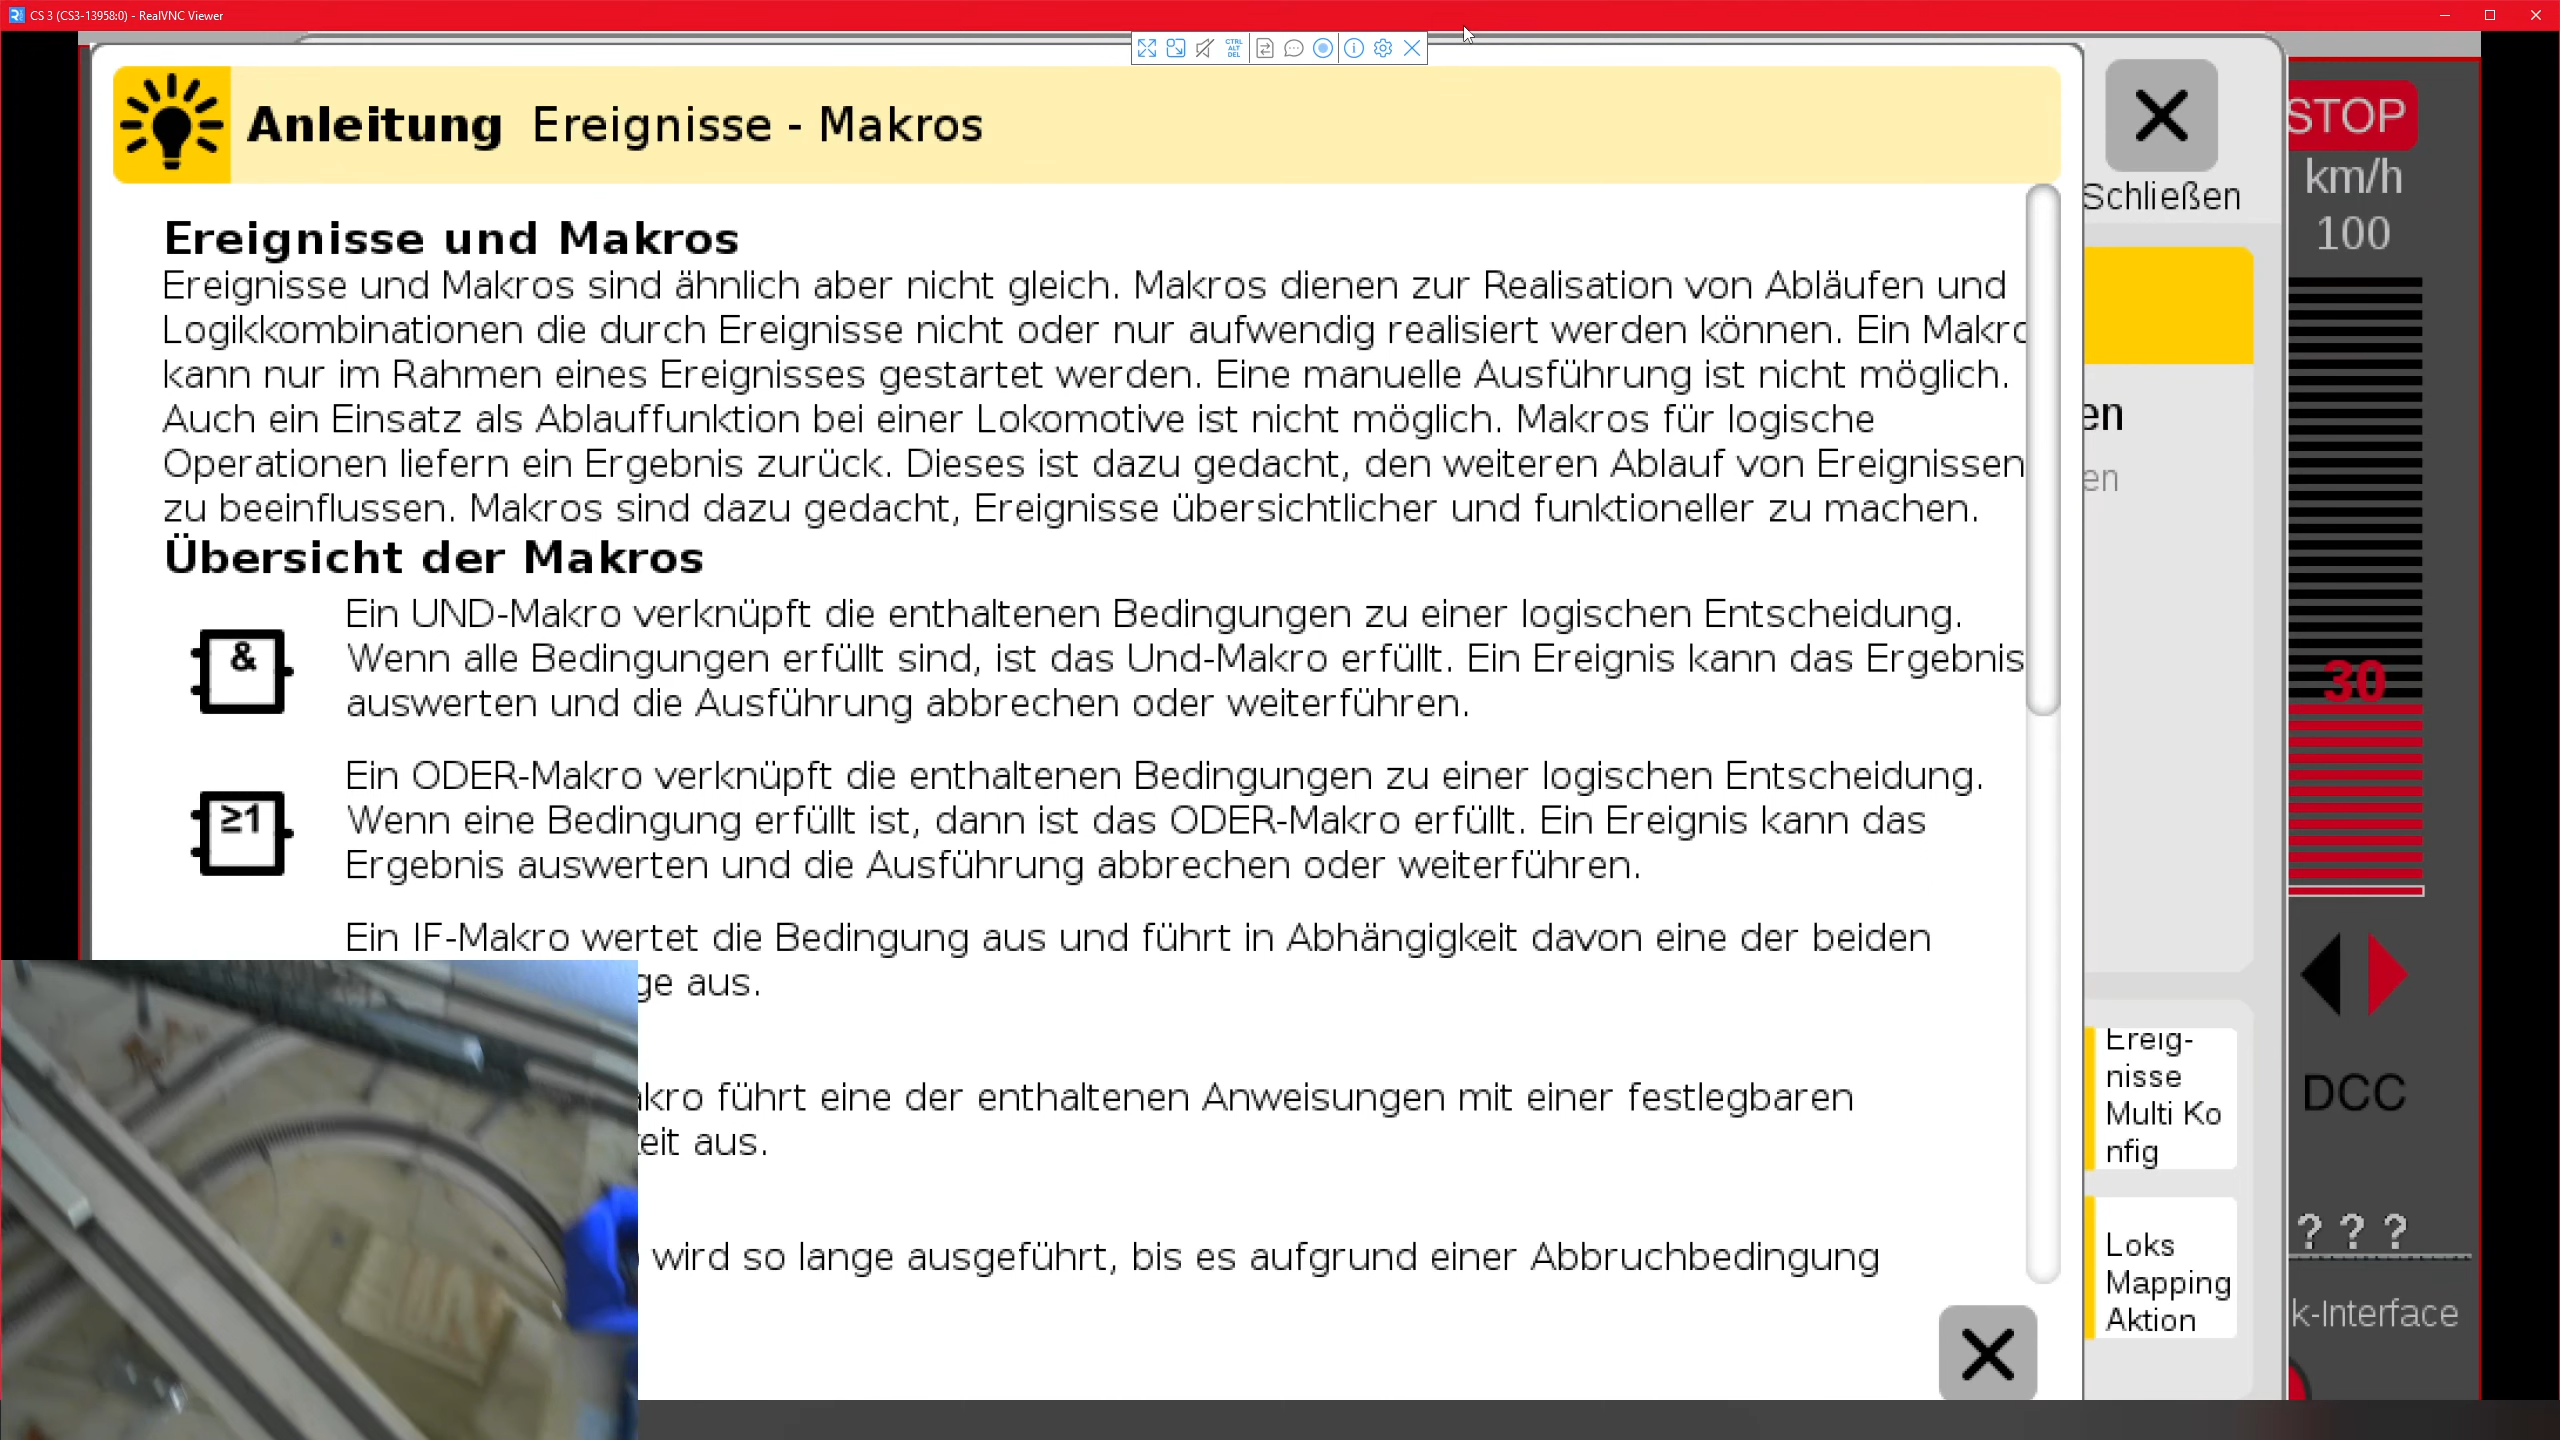 CS 3 (CS3-13958:0) - RealVNC Viewer
CTRL
ALT
DEL
Anleitung Ereignisse - Makros
Ereignisse und Makros
Ereignisse und Makros sind ähnlich aber nicht gleich. Makros dienen zur Realisation von Abläufen und
Logikkombinationen die durch Ereignisse nicht oder nur aufwendig realisiert werden können. Ein Makro
kann nur im Rahmen eines Ereignisses gestartet werden. Eine manuelle Ausführung ist nicht möglich.
Auch ein Einsatz als Ablauffunktion bei einer Lokomotive ist nicht möglich. Makros für logische
Operationen liefern ein Ergebnis zurück. Dieses ist dazu gedacht, den weiteren Ablauf von Ereignissen
zu beeinflussen. Makros sind dazu gedacht, Ereignisse übersichtlicher und funktioneller zu machen.
Übersicht der Makros
&
Ein UND-Makro verknüpft die enthaltenen Bedingungen zu einer logischen Entscheidung.
Wenn alle Bedingungen erfüllt sind, ist das Und-Makro erfüllt. Ein Ereignis kann das Ergebnis
auswerten und die Ausführung abbrechen oder weiterführen.
≥1
Ein ODER-Makro verknüpft die enthaltenen Bedingungen zu einer logischen Entscheidung.
Wenn eine Bedingung erfüllt ist, dann ist das ODER-Makro erfüllt. Ein Ereignis kann das
Ergebnis auswerten und die Ausführung abbrechen oder weiterführen.
Ein IF-Makro wertet die Bedingung aus und führt in Abhängigkeit davon eine der beiden
ge aus.
akro führt eine der enthaltenen Anweisungen mit einer festlegbaren
keit aus.
wird so lange ausgeführt, bis es aufgrund einer Abbruchbedingung
Schließen
en
en
Ereig-
nisse
Multi Ko
nfig
Loks
Mapping
Aktion
STOP
km/h
100
30
DCC
? ? ?
k-Interface